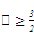 □ ≥ 3/2